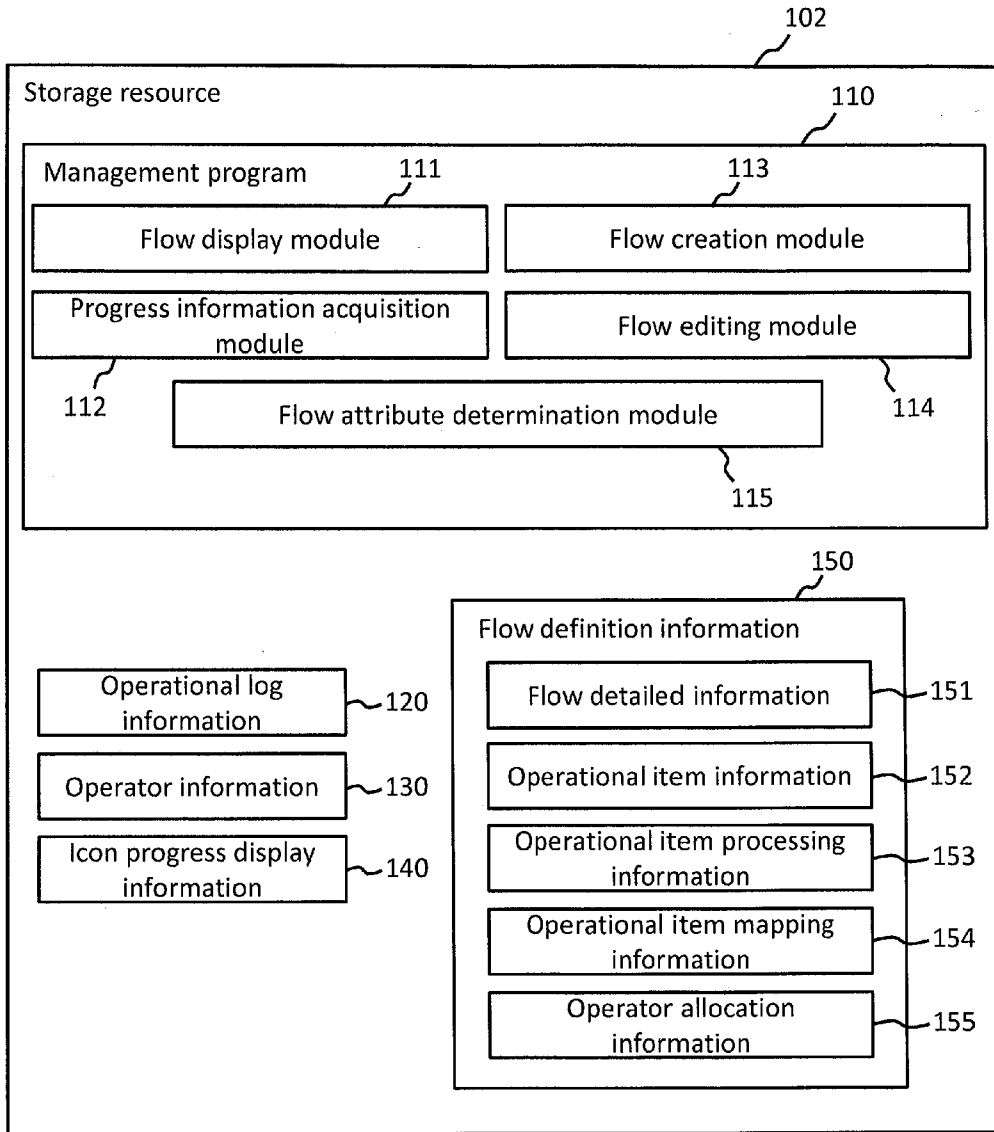 102
Storage resource
110
Management program
111
113
Flow display module
Flow creation module
Progress information acquisition
module
Flow editing module
112
114
Flow attribute determination module
115
150
Flow definition information
Operational log
information
120
Operator information
130
Icon progress display
information
140
Flow detailed information
151
Operational item information
152
Operational item processing
information
153
Operational item mapping
information
154
Operator allocation
information
155